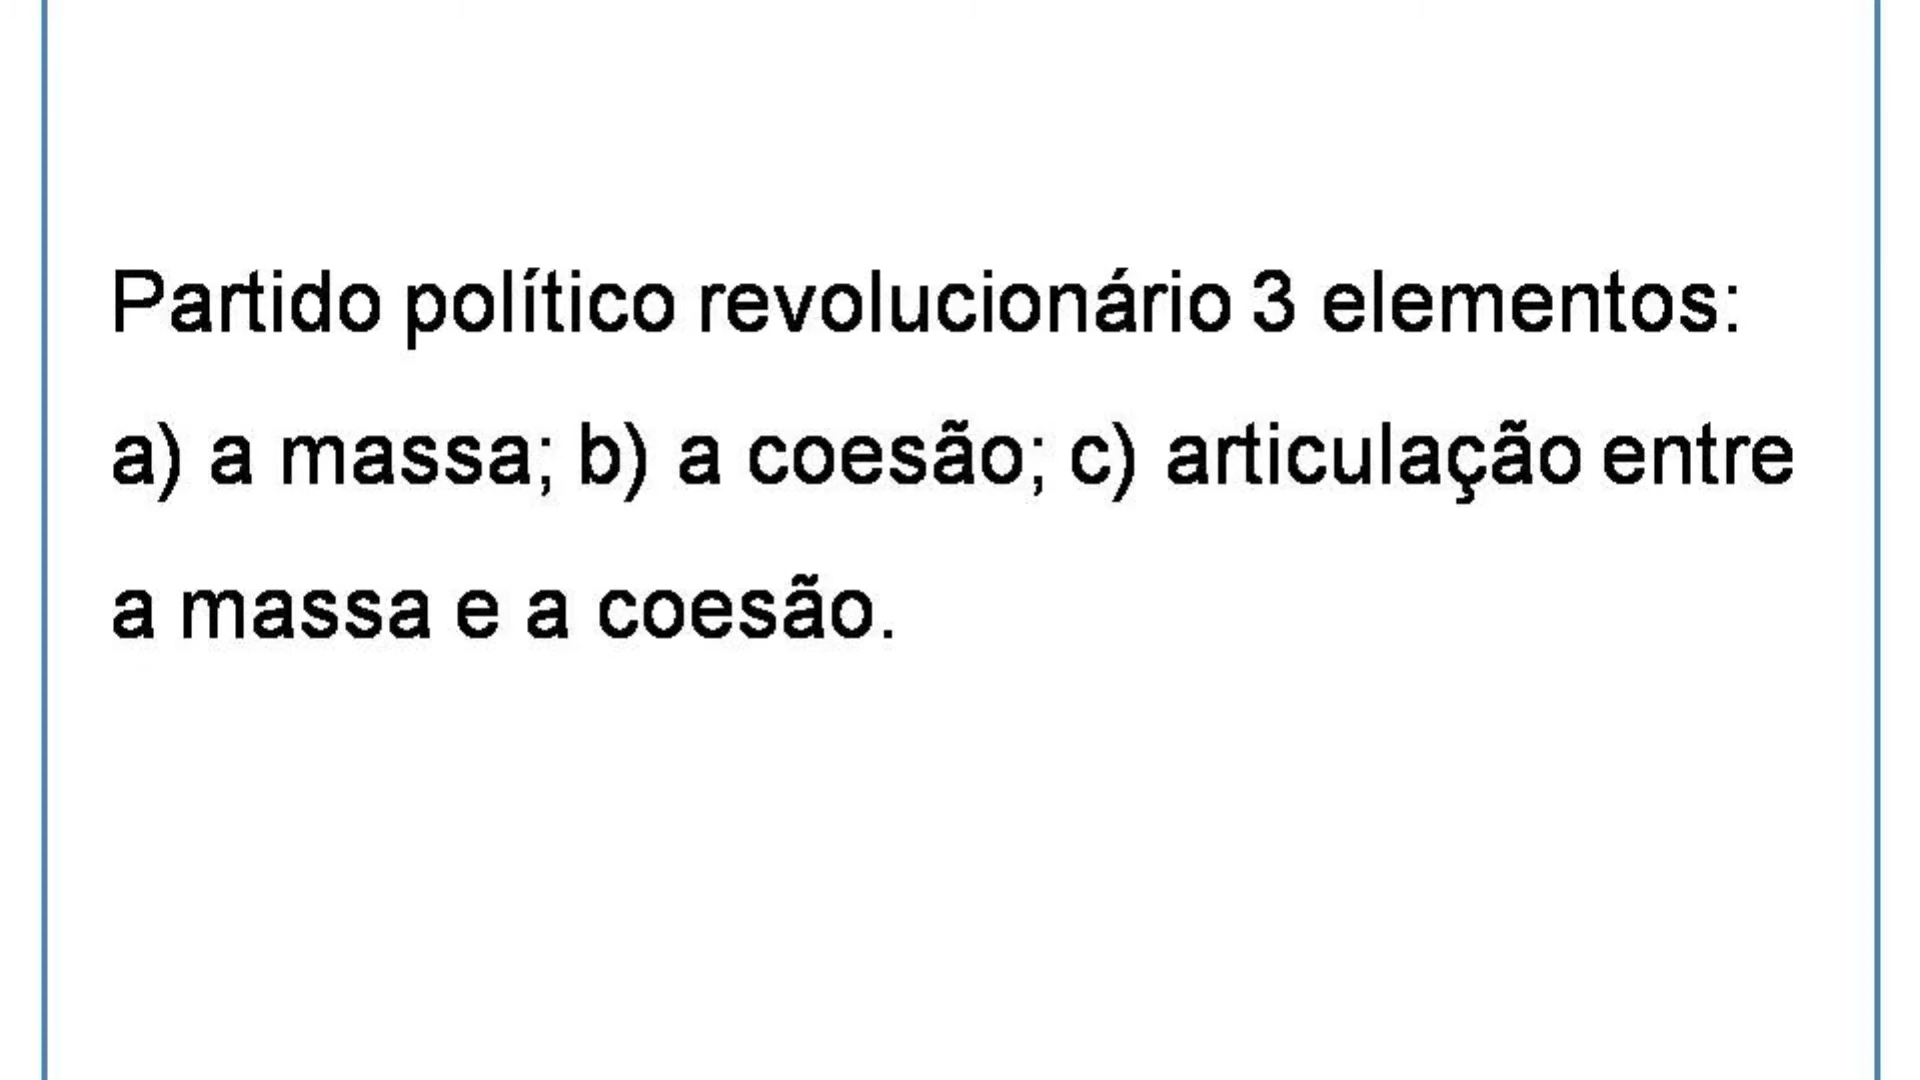 Partido político revolucionário 3 elementos:
a) a massa; b) a coesão; c) articulação entre
a massa e a coesão.